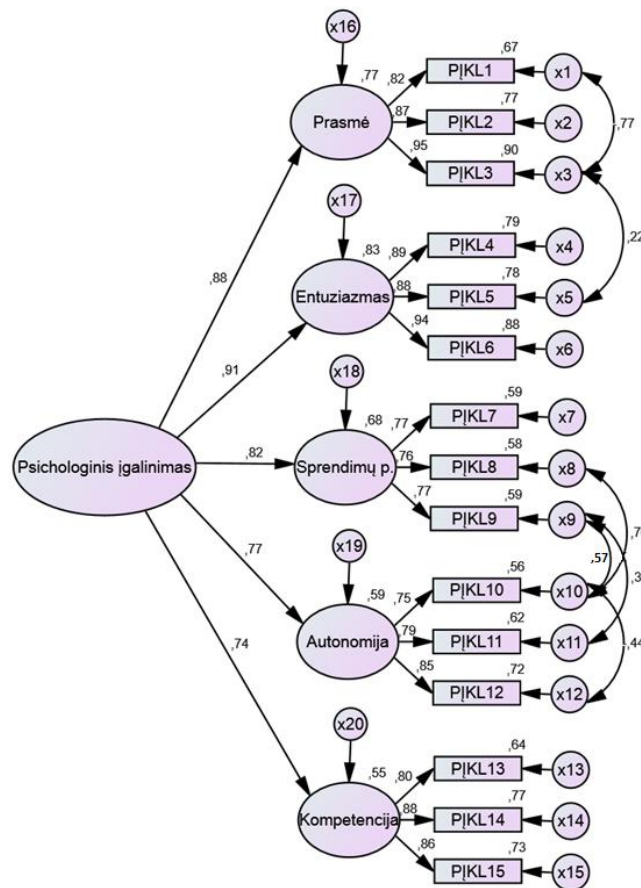 x16
,77
,82
,67
PĮKL1
x1
Prasmė
,87
,77
PĮKL2
x2
,77
,95
,90
PĮKL3
x3
x17
,83
,89
,79
PĮKL4
x4
,22
,88
Entuziazmas
,88
,78
PĮKL5
x5
,94
,88
PĮKL6
x6
,91
x18
,68
,77
,59
PĮKL7
x7
Psichologinis įgalinimas
,82
Sprendimų p.
,76
,58
PĮKL8
x8
,77
,59
PĮKL9
x9
,57
x19
,77
,59
,75
,56
PĮKL10
x10
Autonomija
,79
,62
PĮKL11
x11
,44
,85
,72
PĮKL12
x12
,74
x20
,55
,80
,64
PĮKL13
x13
Kompetencija
,88
,77
PĮKL14
x14
,86
,73
PĮKL15
x15